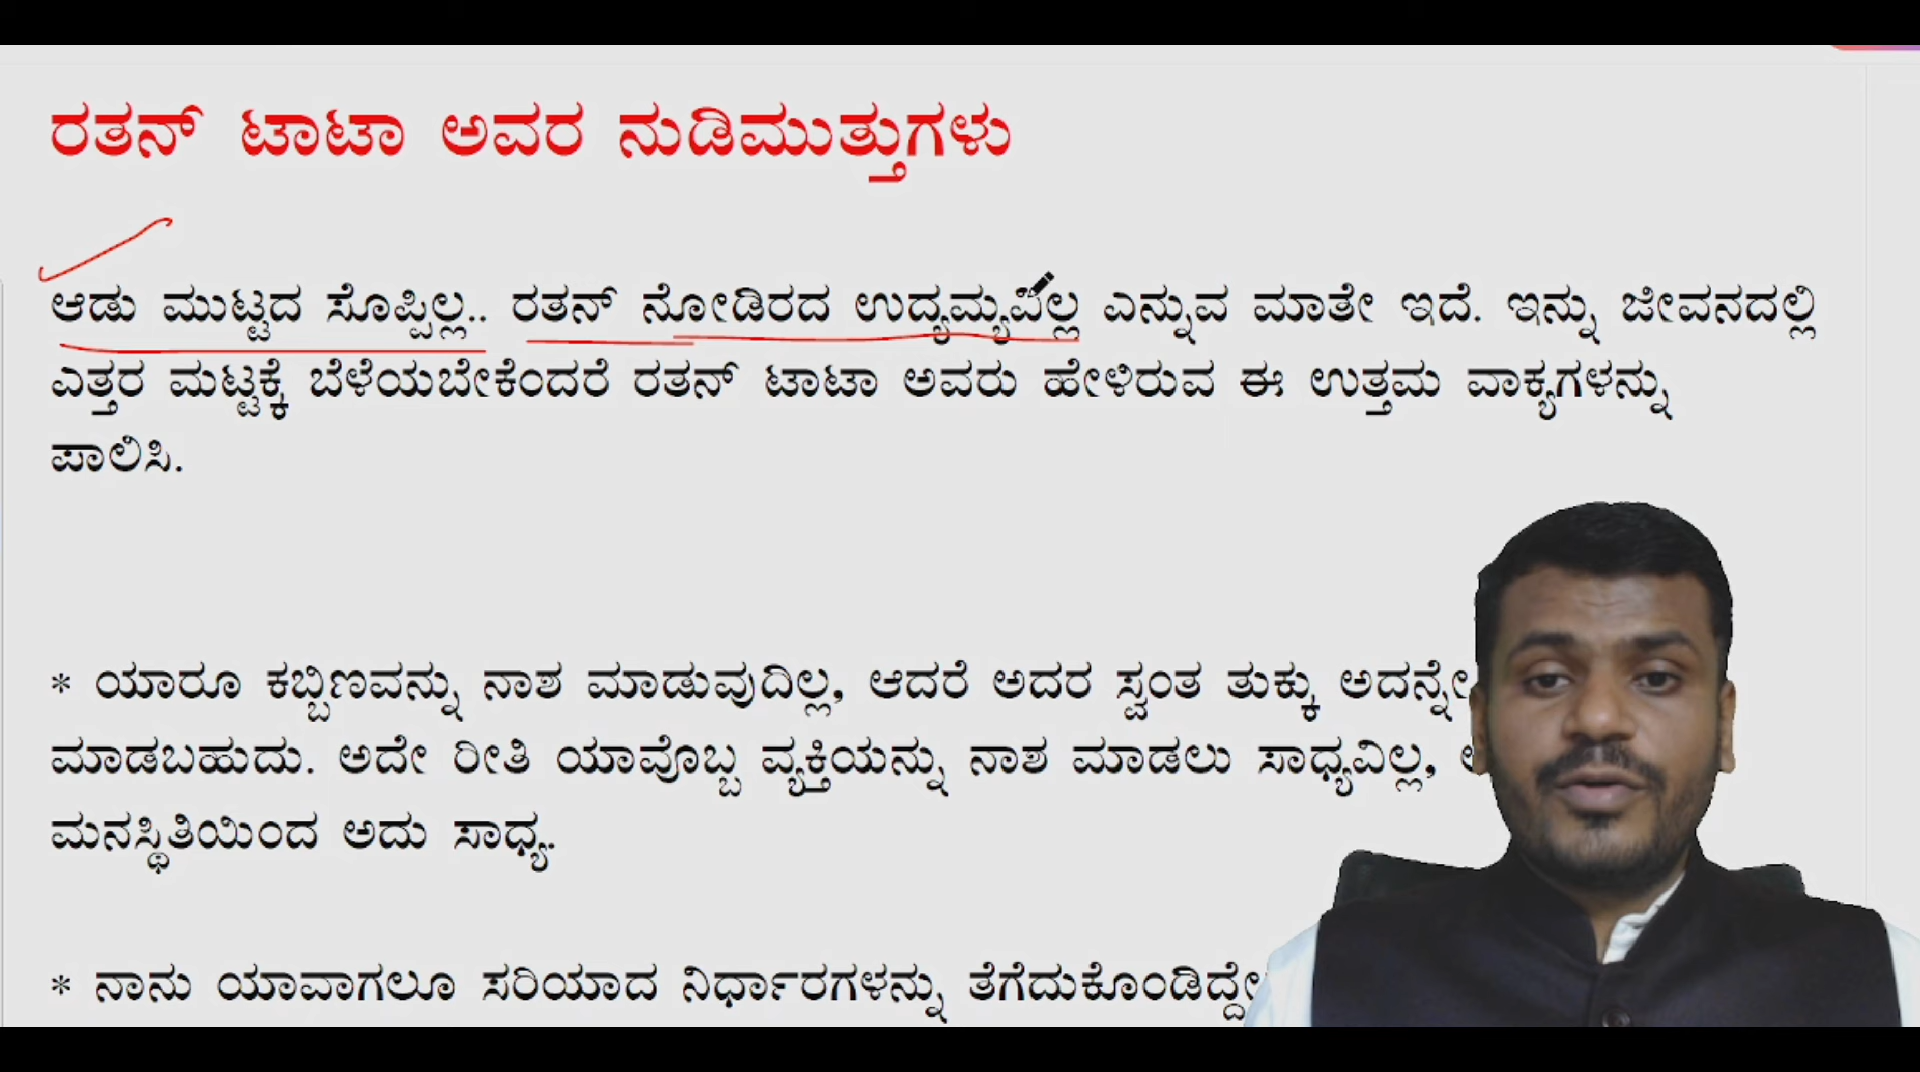 ರತನ್ ಟಾಟಾ ಅವರ ನುಡಿಮುತ್ತುಗಳು
ಆಡು ಮುಟ್ಟದ ಸೊಪ್ಪಿಲ್ಲ.. ರತನ್ ನೋಡಿರದ ಉದ್ಯಮ್ಯವಿಲ್ಲ ಎನ್ನುವ ಮಾತೇ ಇದೆ. ಇನ್ನು ಜೀವನದಲ್ಲಿ
ಎತ್ತರ ಮಟ್ಟಕ್ಕೆ ಬೆಳೆಯಬೇಕೆಂದರೆ ರತನ್ ಟಾಟಾ ಅವರು ಹೇಳಿರುವ ಈ ಉತ್ತಮ ವಾಕ್ಯಗಳನ್ನು
ಪಾಲಿಸಿ.
* ಯಾರೂ ಕಬ್ಬಿಣವನ್ನು ನಾಶ ಮಾಡುವುದಿಲ್ಲ, ಆದರೆ ಅದರ ಸ್ವಂತ ತುಕ್ಕು ಅದನ್ನೇ
ಮಾಡಬಹುದು. ಅದೇ ರೀತಿ ಯಾವೊಬ್ಬ ವ್ಯಕ್ತಿಯನ್ನು ನಾಶ ಮಾಡಲು ಸಾಧ್ಯವಿಲ್ಲ,
ಮನಸ್ಥಿತಿಯಿಂದ ಅದು ಸಾಧ್ಯ.
* ನಾನು ಯಾವಾಗಲೂ ಸರಿಯಾದ ನಿರ್ಧಾರಗಳನ್ನು